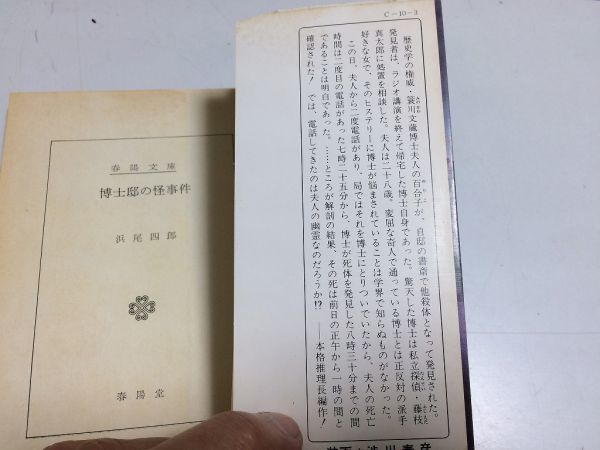 C-10-3
歴史学の権威・蓑川文蔵博士夫人の百合子が、自邸の書斎で他殺体となって発見された。
発見者は、ラジオ講演を終えて帰宅した博士自身であった。驚天した博士は私立探偵・藤枝
真太郎に処置を相談した。夫人は二十八歳。変屈な奇人で通っている博士とは正反対の派手
好きな女で、そのヒステリーに博士が悩まされていることは学界で知らぬものがなかった。
この日、夫人から二度電話があり、局ではそれを博士にとりついでいたから、夫人の死亡
時間は二度目の電話があった七時二十五分から、博士が死体を発見した八時三十分までの間
であることは明白であった。……ところが解剖の結果、その死は前日の正午から一時の間と
確認された! では、電話してきたのは夫人の幽霊なのだろうか!? ――本格推理長編作!
春陽文庫
博士邸の怪事件
浜尾四郎
春陽堂